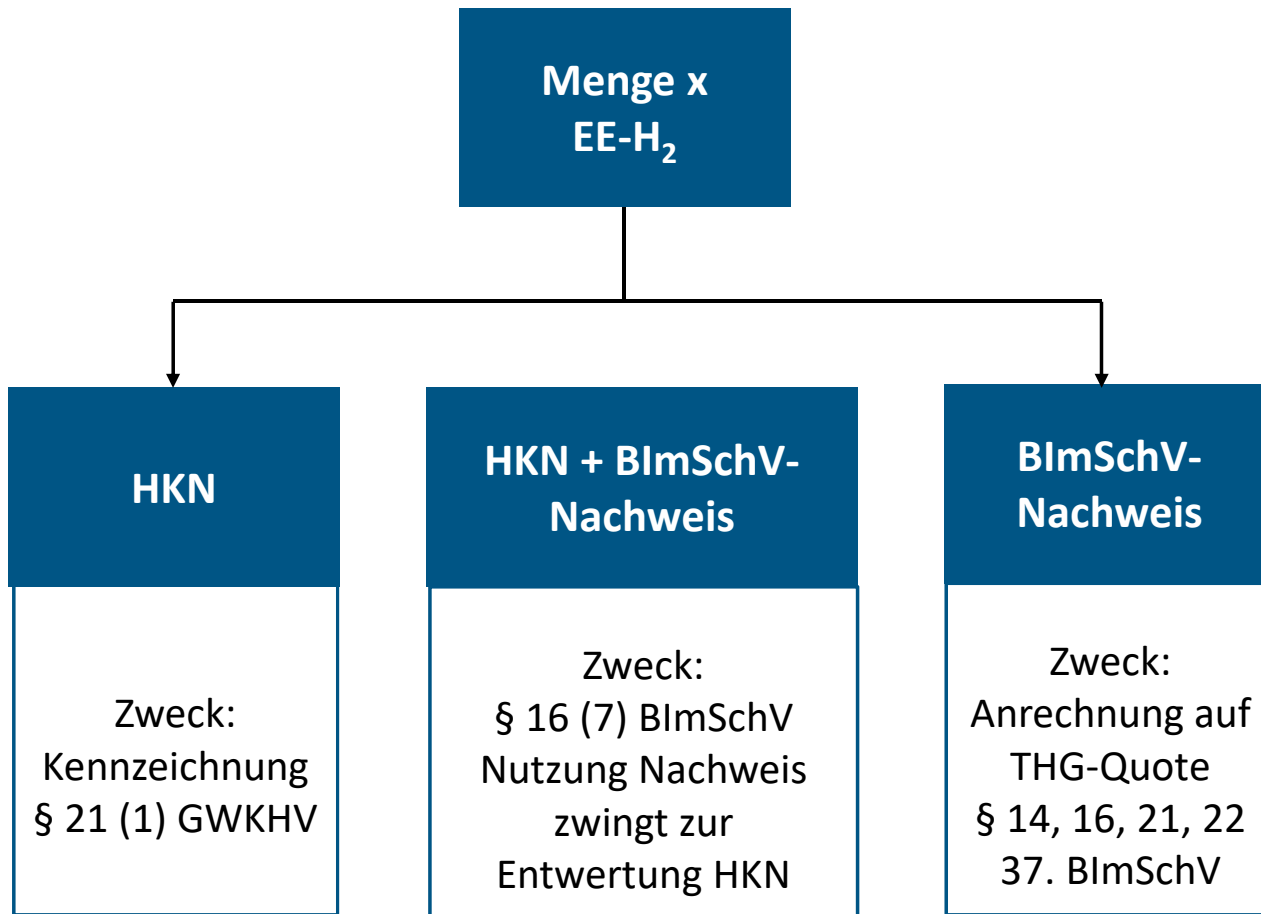 Menge x
EE-H₂
HKN
Zweck:
Kennzeichnung
§ 21 (1) GWKHV
HKN + BImSchV-
Nachweis
Zweck:
§ 16 (7) BImSchV
Nutzung Nachweis
zwingt zur
Entwertung HKN
BImSchV-
Nachweis
Zweck:
Anrechnung auf
THG-Quote
§ 14, 16, 21, 22
37. BImSchV